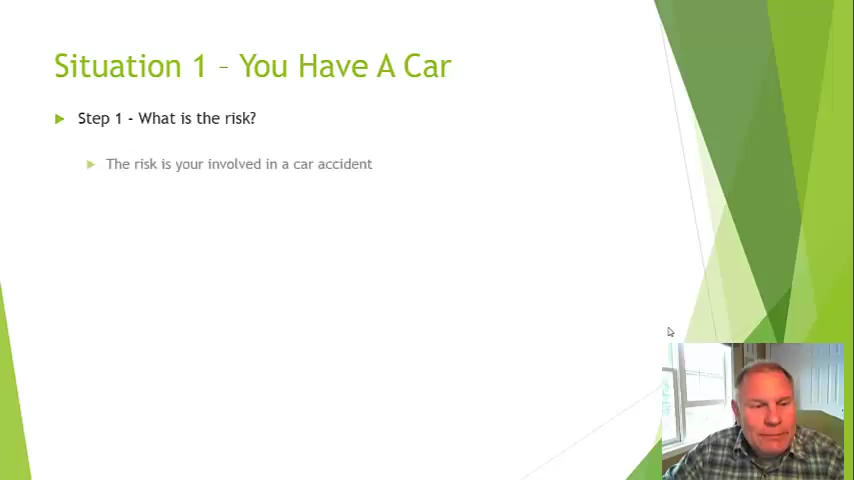 Situation 1 – You Have A Car
Step 1 - What is the risk?
The risk is your involved in a car accident